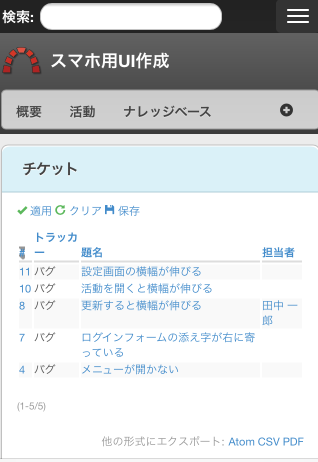 検索:
スマホ用UI作成
概要 活動 ナレッジベース
チケット
適用 クリア 保存
トラッカー 題名 担当者
11 バグ 設定画面の横幅が伸びる
10 バグ 活動を開くと横幅が伸びる
8 バグ 更新すると横幅が伸びる 田中 一郎
7 バグ ログインフォームの添え字が右に寄っている
4 バグ メニューが開かない
(1-5/5)
他の形式にエクスポート: Atom CSV PDF